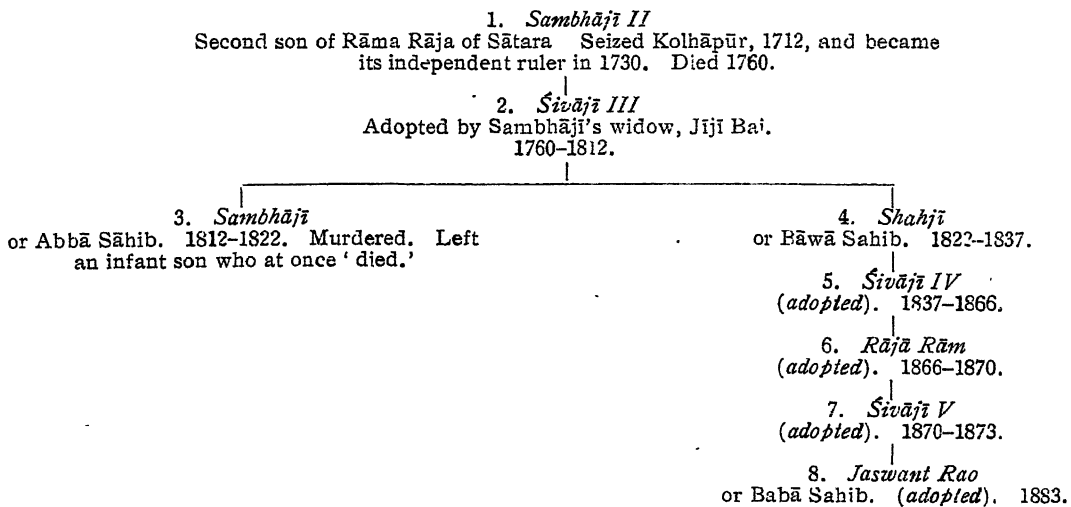 1. Sambhājī II
Second son of Rāma Rāja of Sātara Seized Kolhāpūr, 1712, and became
its independent ruler in 1730. Died 1760.
2. Śivājī III
Adopted by Sambhājī's widow, Jījī Bai.
1760–1812.
3. Sambhājī
or Abbā Sāhib. 1812–1822. Murdered. Left
an infant son who at once ‘ died.’
4. Shahjī
or Bāwā Sahib. 1822–1837.
5. Śivājī IV
(adopted). 1837–1866.
6. Rājā Rām
(adopted). 1866–1870.
7. Śivājī V
(adopted). 1870–1873.
8. Jaswant Rao
or Babā Sahib. (adopted). 1883.